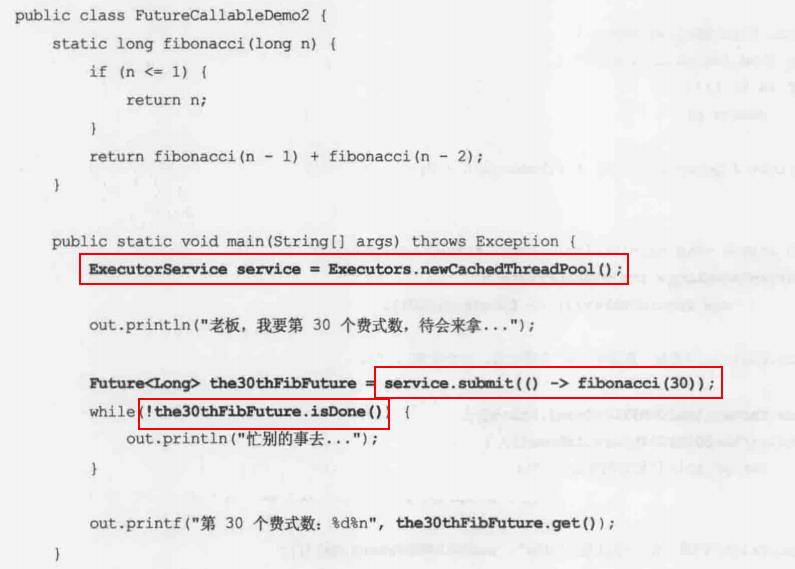 public class FutureCallableDemo2 {
static long fibonacci(long n) {
if (n <= 1) {
return n;
}
return fibonacci(n - 1) + fibonacci(n - 2);
}
public static void main(String[] args) throws Exception {
ExecutorService service = Executors.newCachedThreadPool();
out.println("老板，我要第 30 个费式数，待会来拿...");
Future<Long> the30thFibFuture = service.submit(() -> fibonacci(30));
while(!the30thFibFuture.isDone()) {
out.println("忙别的事去...");
}
out.printf("第 30 个费式数：%d%n", the30thFibFuture.get());
}